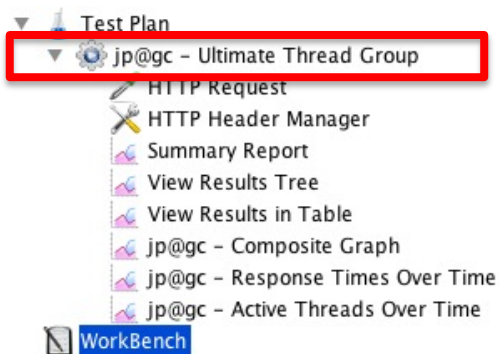 Test Plan
jp@gc – Ultimate Thread Group
HTTP Request
HTTP Header Manager
Summary Report
View Results Tree
View Results in Table
jp@gc – Composite Graph
jp@gc – Response Times Over Time
jp@gc – Active Threads Over Time
WorkBench